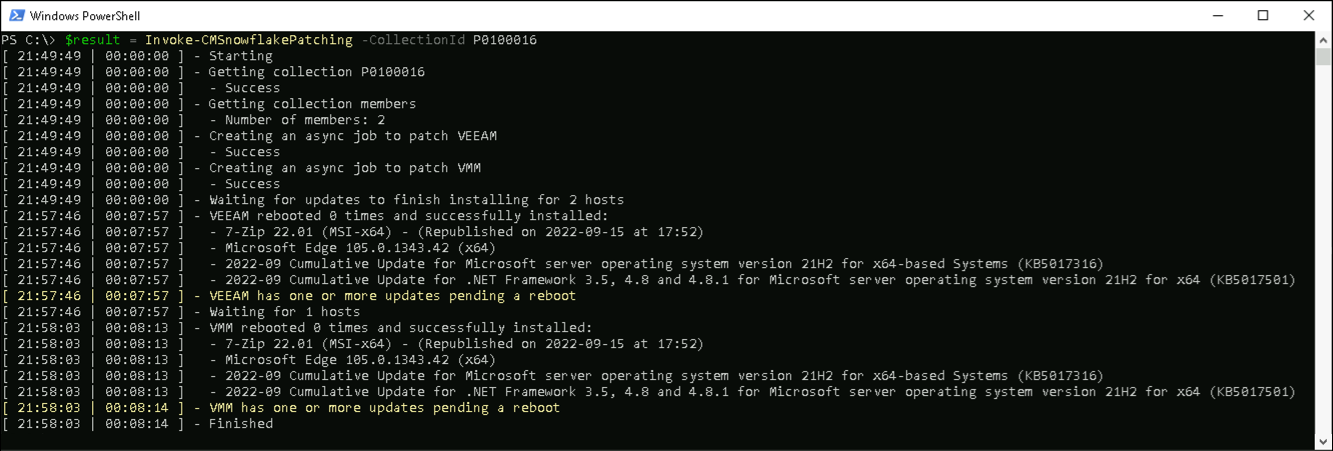 Windows PowerShell
PS C:\> $result = Invoke-CMSnowflakePatching -CollectionId P0100016
[ 21:49:49 | 00:00:00 ] - Starting
[ 21:49:49 | 00:00:00 ] - Getting collection P0100016
[ 21:49:49 | 00:00:00 ]   - Success
[ 21:49:49 | 00:00:00 ] - Getting collection members
[ 21:49:49 | 00:00:00 ]   - Number of members: 2
[ 21:49:49 | 00:00:00 ] - Creating an async job to patch VEEAM
[ 21:49:49 | 00:00:00 ]   - Success
[ 21:49:49 | 00:00:00 ] - Creating an async job to patch VMM
[ 21:49:49 | 00:00:00 ]   - Success
[ 21:49:49 | 00:00:00 ] - Waiting for updates to finish installing for 2 hosts
[ 21:57:46 | 00:07:57 ] - VEEAM rebooted 0 times and successfully installed:
[ 21:57:46 | 00:07:57 ]   - 7-Zip 22.01 (MSI-x64) - (Republished on 2022-09-15 at 17:52)
[ 21:57:46 | 00:07:57 ]   - Microsoft Edge 105.0.1343.42 (x64)
[ 21:57:46 | 00:07:57 ]   - 2022-09 Cumulative Update for Microsoft server operating system version 21H2 for x64-based Systems (KB5017316)
[ 21:57:46 | 00:07:57 ]   - 2022-09 Cumulative Update for .NET Framework 3.5, 4.8 and 4.8.1 for Microsoft server operating system version 21H2 for x64 (KB5017501)
[ 21:57:46 | 00:07:57 ] - VEEAM has one or more updates pending a reboot
[ 21:57:46 | 00:07:57 ] - Waiting for 1 hosts
[ 21:58:03 | 00:08:13 ] - VMM rebooted 0 times and successfully installed:
[ 21:58:03 | 00:08:13 ]   - 7-Zip 22.01 (MSI-x64) - (Republished on 2022-09-15 at 17:52)
[ 21:58:03 | 00:08:13 ]   - Microsoft Edge 105.0.1343.42 (x64)
[ 21:58:03 | 00:08:13 ]   - 2022-09 Cumulative Update for Microsoft server operating system version 21H2 for x64-based Systems (KB5017316)
[ 21:58:03 | 00:08:13 ]   - 2022-09 Cumulative Update for .NET Framework 3.5, 4.8 and 4.8.1 for Microsoft server operating system version 21H2 for x64 (KB5017501)
[ 21:58:03 | 00:08:14 ] - VMM has one or more updates pending a reboot
[ 21:58:03 | 00:08:14 ] - Finished